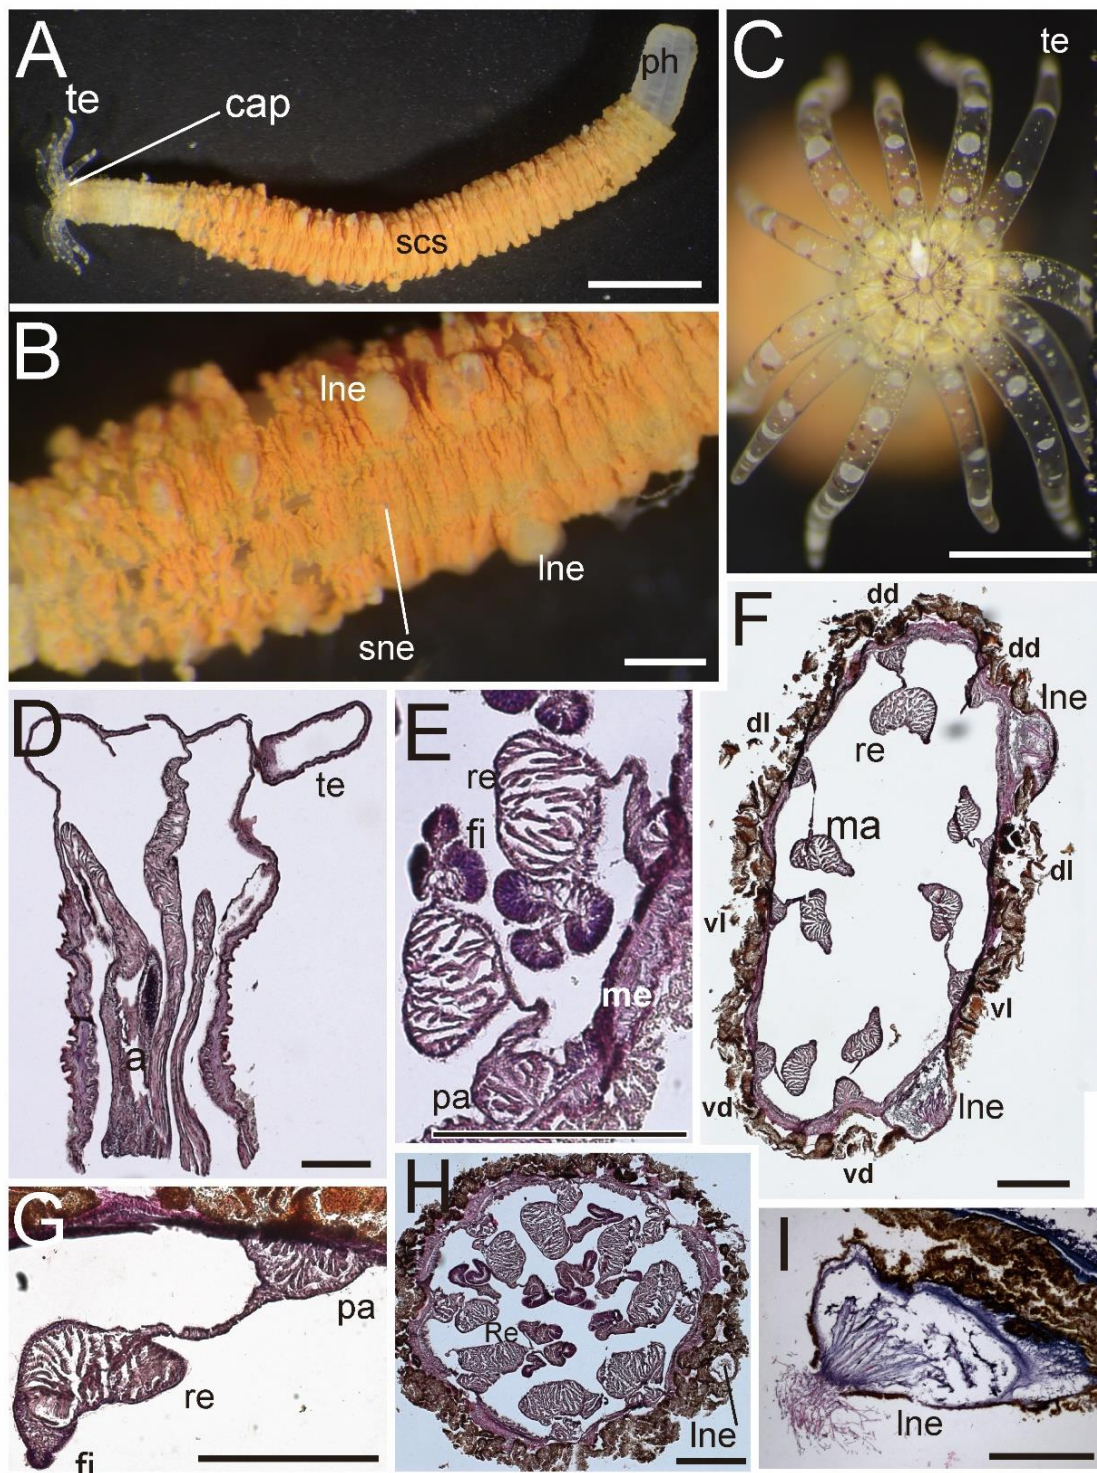 A
te
cap
ph
scs
B
lne
lne
sne
C
te
D
te
a
E
re
fi
me
pa
F
dd
dd
lne
dl
re
ma
dl
vl
vl
vd
lne
vd
G
pa
re
fi
H
Re
lne
I
lne